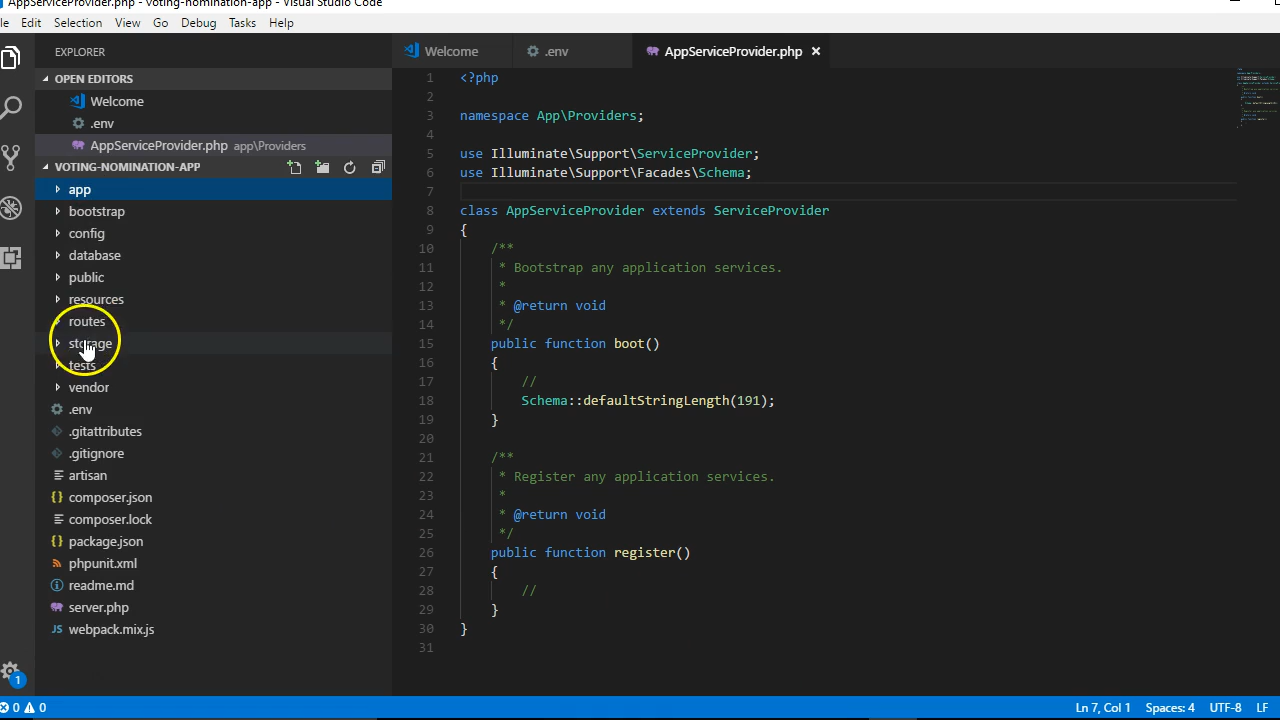 AppServiceProvider.php - voting-nomination-app - Visual Studio Code
le Edit Selection View Go Debug Tasks Help
EXPLORER
OPEN EDITORS
Welcome
.env
AppServiceProvider.php app\Providers
VOTING-NOMINATION-APP
app
bootstrap
config
database
public
resources
routes
storage
tests
vendor
.env
.gitattributes
.gitignore
artisan
composer.json
composer.lock
package.json
phpunit.xml
readme.md
server.php
JS webpack.mix.js
1
Welcome .env AppServiceProvider.php
1 <?php
2
3 namespace App\Providers;
4
5 use Illuminate\Support\ServiceProvider;
6 use Illuminate\Support\Facades\Schema;
7
8 class AppServiceProvider extends ServiceProvider
9 {
10 /**
11 * Bootstrap any application services.
12 *
13 * @return void
14 */
15 public function boot()
16 {
17 //
18 Schema::defaultStringLength(191);
19 }
20
21 /**
22 * Register any application services.
23 *
24 * @return void
25 */
26 public function register()
27 {
28 //
29 }
30 }
31
0 0 Ln 7, Col 1 Spaces: 4 UTF-8 LF